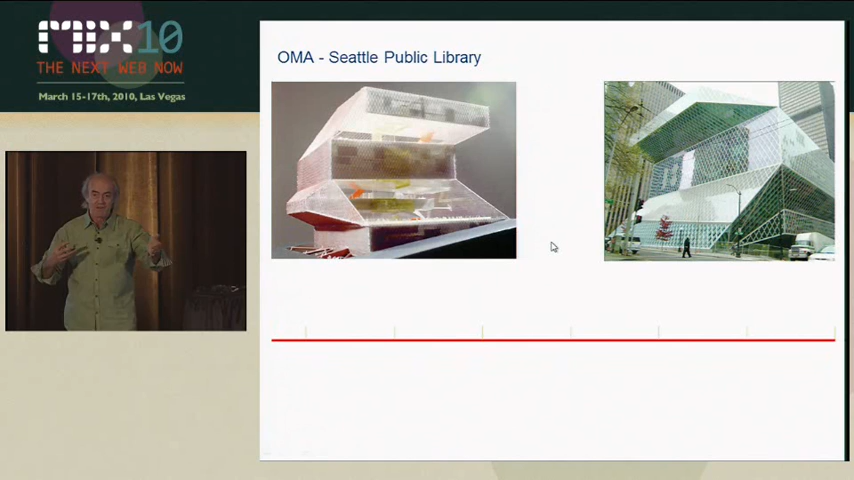 mix10
THE NEXT WEB NOW
March 15-17th, 2010, Las Vegas
OMA - Seattle Public Library